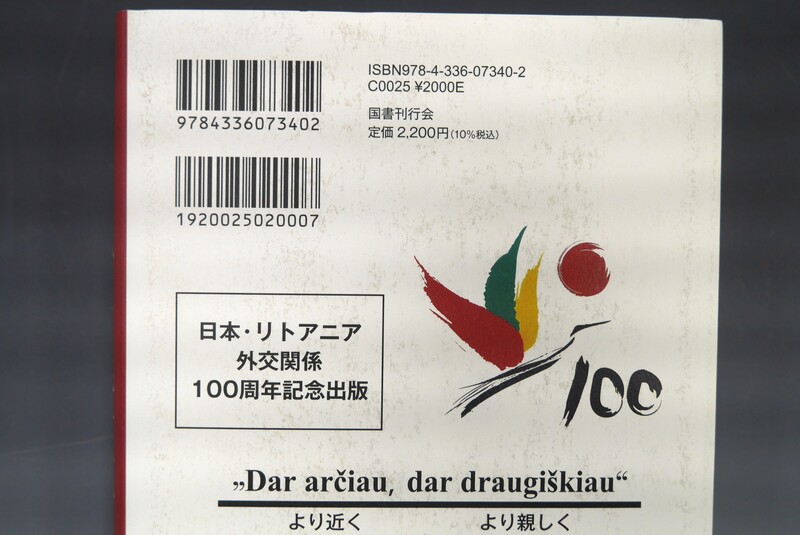 9784336073402
1920025020007
ISBN978-4-336-07340-2
C0025 ¥2000E
国書刊行会
定価 2,200円(10%税込)
日本・リトアニア
外交関係
100周年記念出版
100
„Dar arčiau, dar draugiškiau“
より近く より親しく